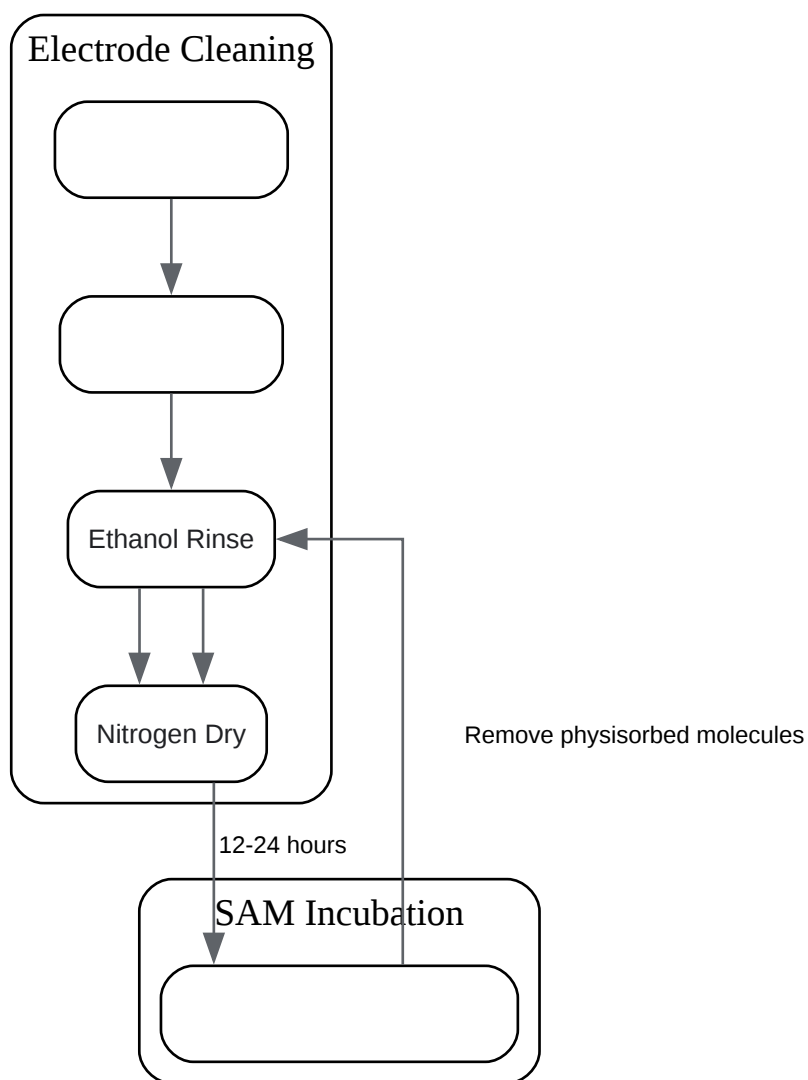 Electrode Cleaning
Ethanol Rinse
Nitrogen Dry
Remove physisorbed molecules
12-24 hours
SAM Incubation